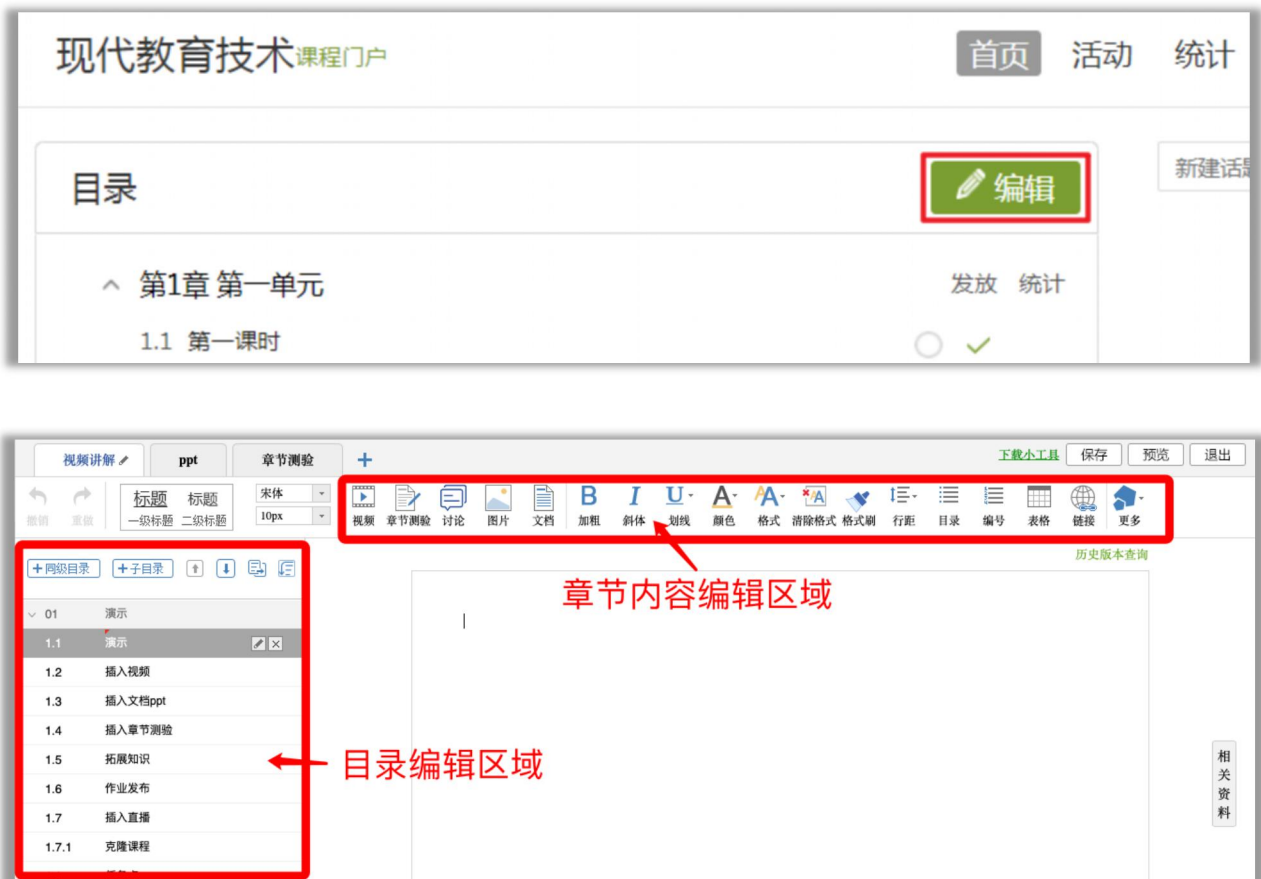 现代教育技术课程门户 首页 活动 统计
目录 编辑 新建话
第1章 第一单元 发放 统计
1.1 第一课时
视频讲解 ppt 章节测验 + 下载小工具 保存 预览 退出
撤销 重做 标题 一级标题 标题 二级标题 宋体 10px
视频 章节测验 讨论 图片 文档 B 加粗 I 斜体 U 划线 A 颜色 格式 清除格式 格式刷 行距 目录 编号 表格 链接 更多
历史版本查询
+同级目录 +子目录
章节内容编辑区域
01 演示
1.1 演示
1.2 插入视频
1.3 插入文档ppt
1.4 插入章节测验
1.5 拓展知识
目录编辑区域
相关资料
1.6 作业发布
1.7 插入直播
1.7.1 克隆课程